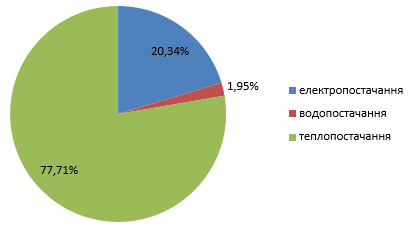 20,34%
1,95%
77,71%
електропостачання
водопостачання
теплопостачання